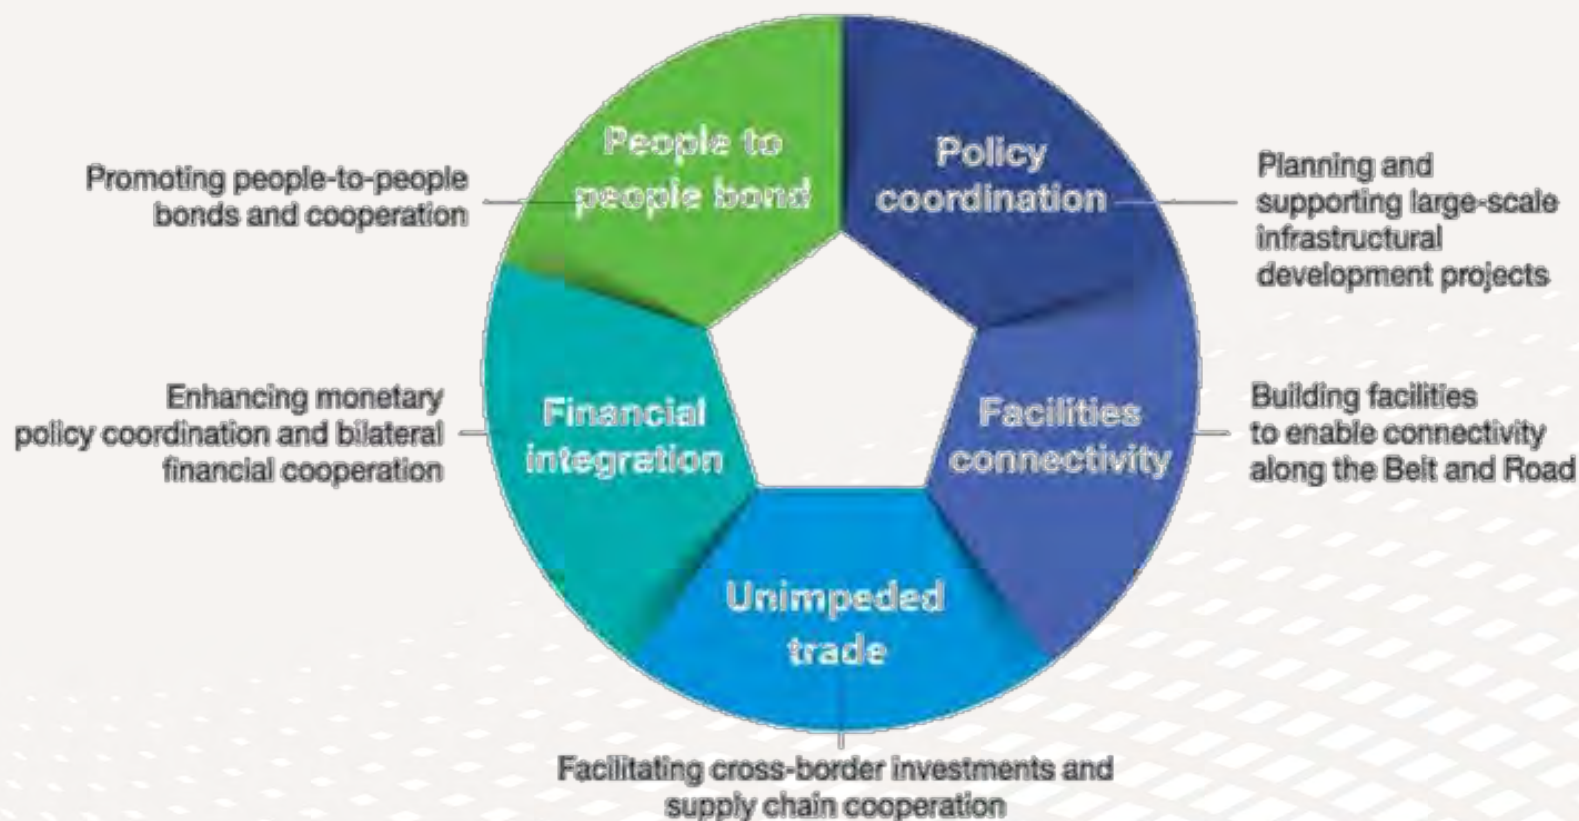 People to
people bond
Promoting people-to-people
bonds and cooperation
Policy
coordination
Planning and
supporting large-scale
infrastructural
development projects
Financial
integration
Enhancing monetary
policy coordination and bilateral
financial cooperation
Facilities
connectivity
Building facilities
to enable connectivity
along the Belt and Road
Unimpeded
trade
Facilitating cross-border investments and
supply chain cooperation